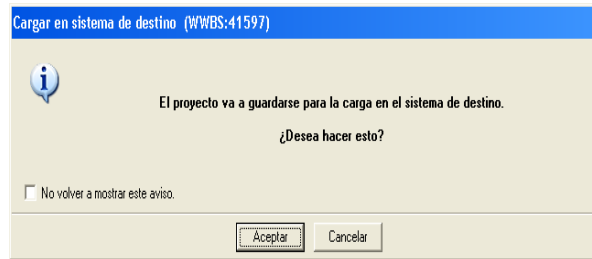 Cargar en sistema de destino (WWBS:41597)
El proyecto va a guardarse para la carga en el sistema de destino.
¿Desea hacer esto?
No volver a mostrar este aviso.
Aceptar
Cancelar